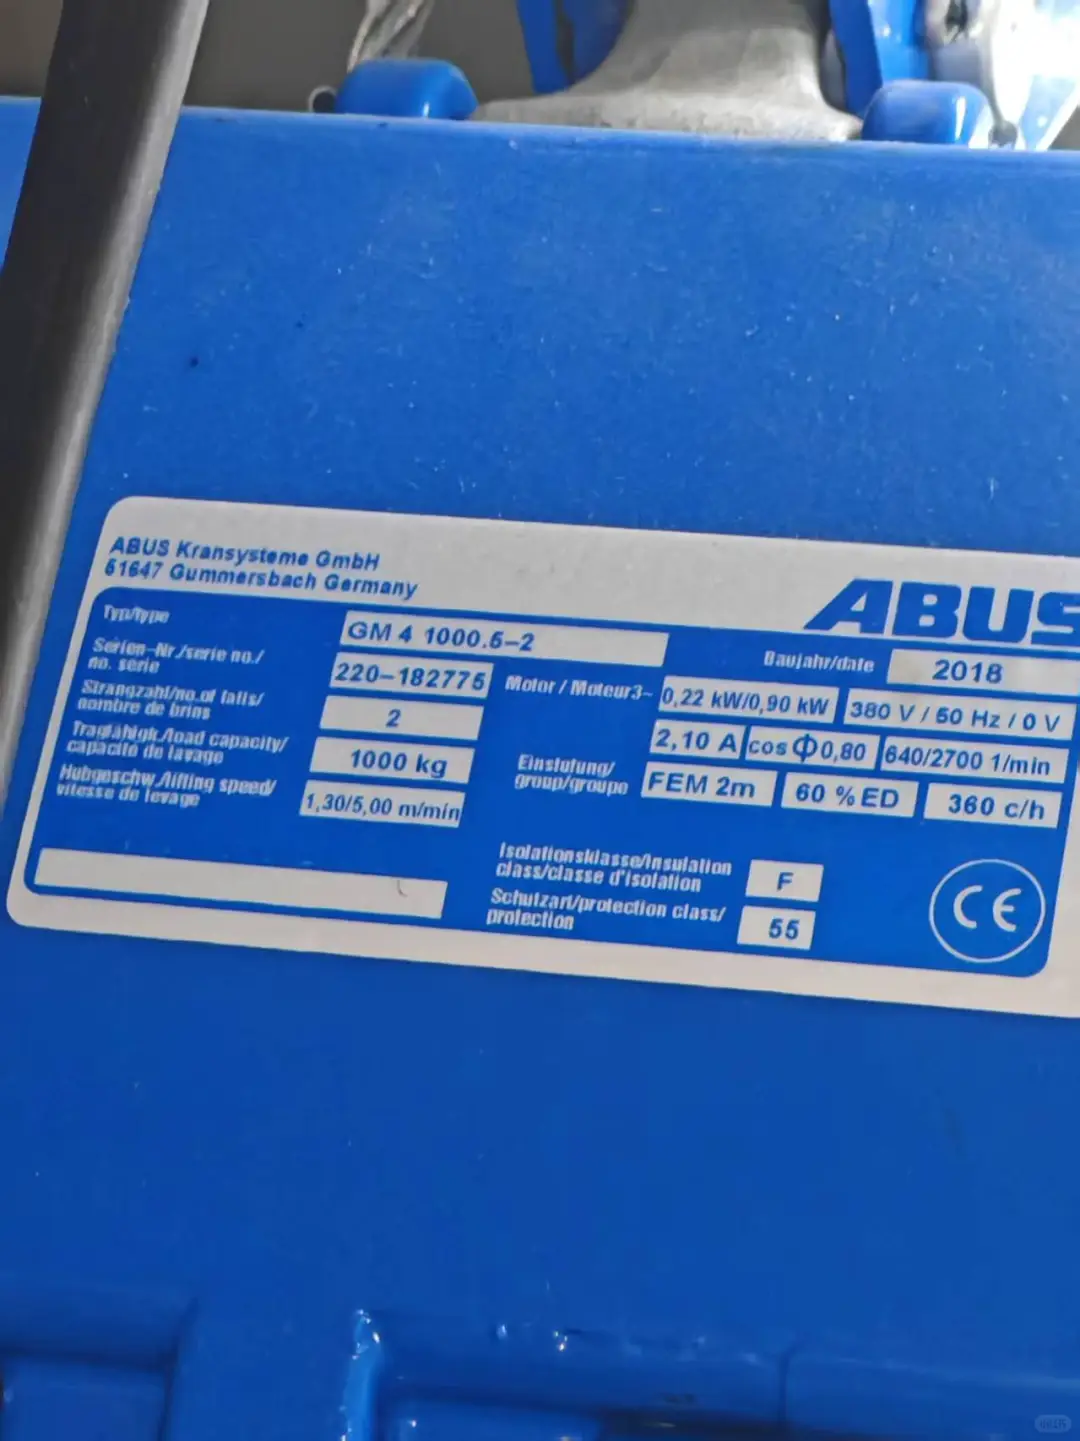 ABUS Kransysteme GmbH
51647 Gummersbach Germany
ABUS
Typ/type
GM 4 1000.5-2
Baujahr/date
2018
Serien-Nr./serie no./
no. serie
220-182775
Motor / Moteur3~
0,22 kW/0,90 kW
380 V / 50 Hz / 0 V
Strangzahl/no.of falls/
nombre de brins
2
2,10 A
cosΦ0,80
640/2700 1/min
Tragfähigk./load capacity/
capacité de lavage
1000 kg
Einstufung/
group/groupe
FEM 2m
60 %ED
360 c/h
Hubgeschw./lifting speed/
vitesse de levage
1,30/5,00 m/min
Isolationsklasse/Insulation
class/classe d'isolation
F
Schutzart/protection class/
protection
55
CE